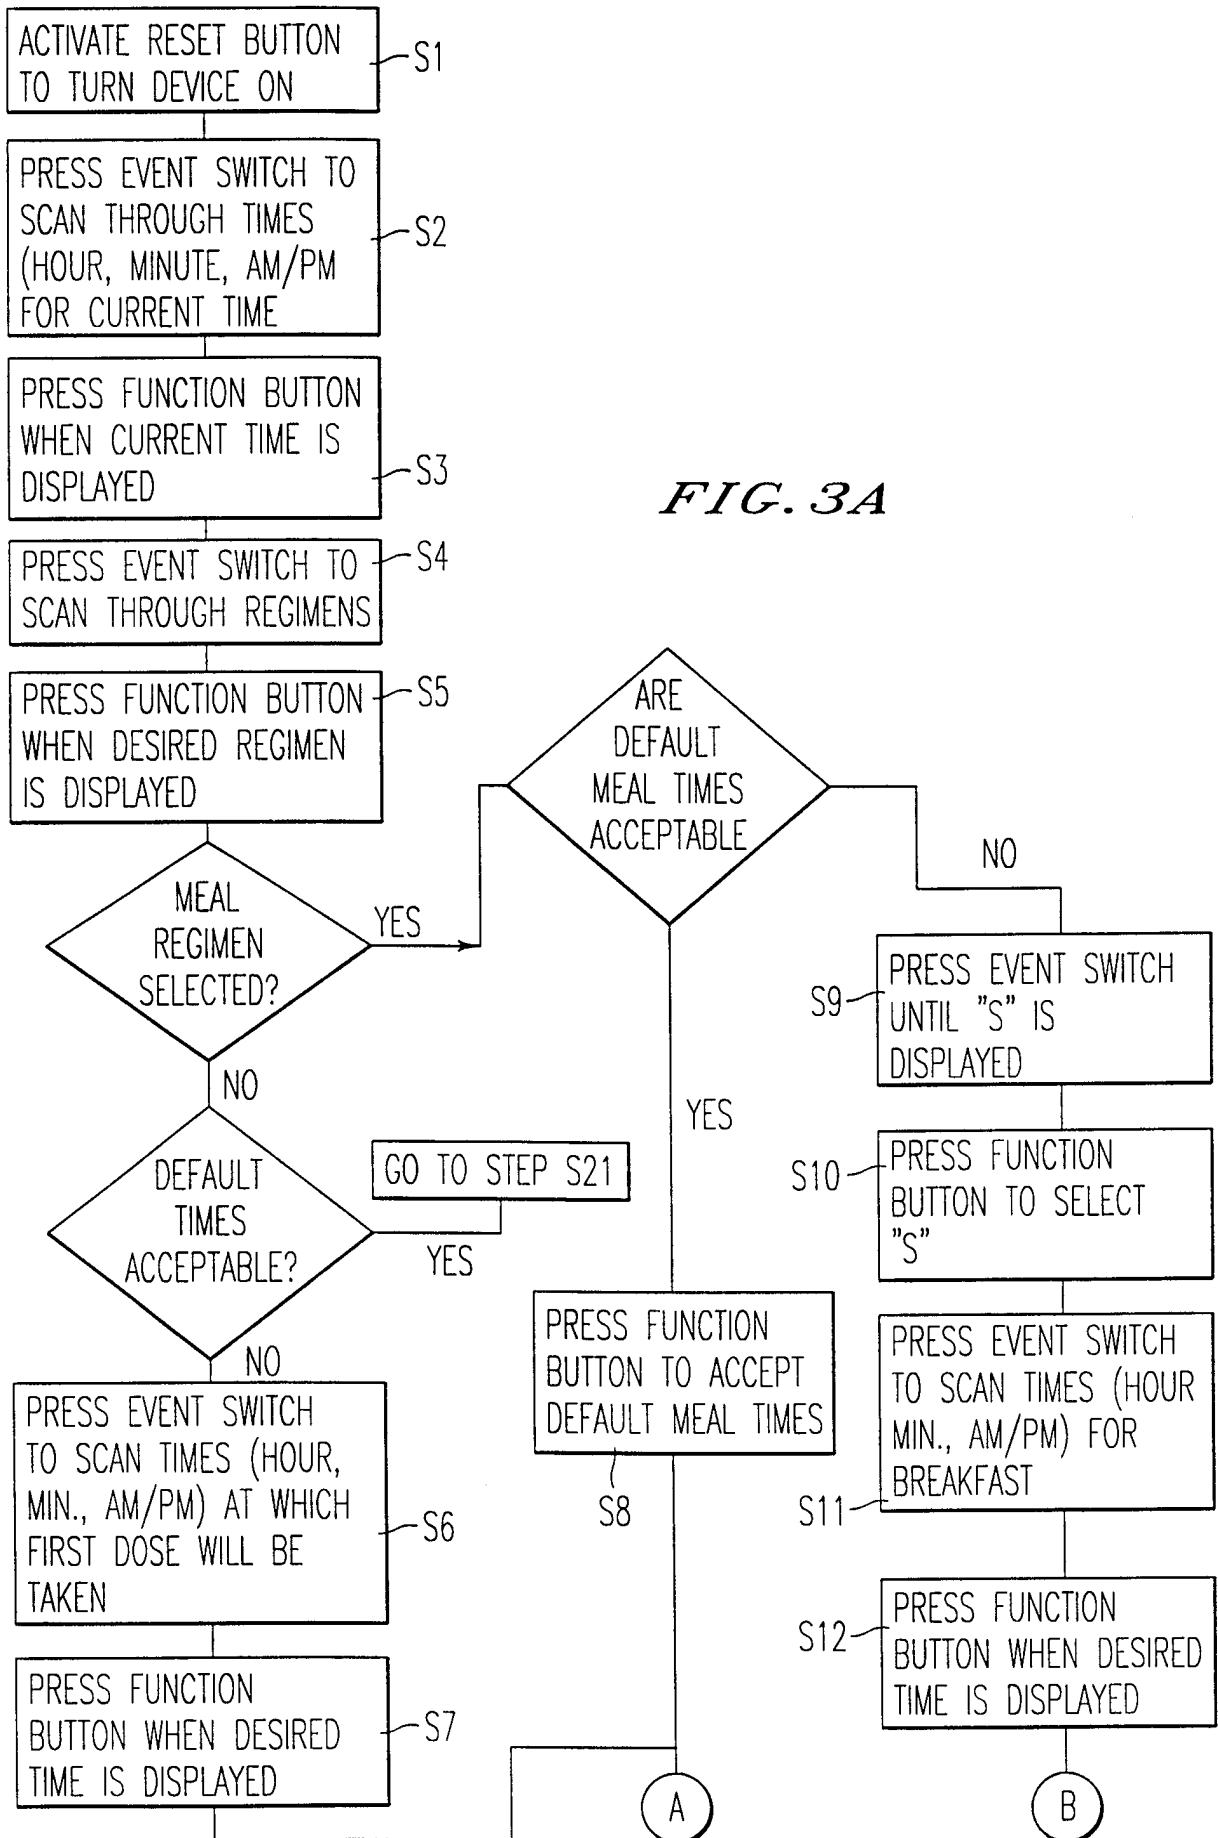 ACTIVATE RESET BUTTON
TO TURN DEVICE ON
S1
PRESS EVENT SWITCH TO
SCAN THROUGH TIMES
(HOUR, MINUTE, AM/PM
FOR CURRENT TIME
S2
PRESS FUNCTION BUTTON
WHEN CURRENT TIME IS
DISPLAYED
S3
FIG. 3A
PRESS EVENT SWITCH TO
SCAN THROUGH REGIMENS
S4
PRESS FUNCTION BUTTON
WHEN DESIRED REGIMEN
IS DISPLAYED
S5
MEAL
REGIMEN
SELECTED?
YES
NO
DEFAULT
TIMES
ACCEPTABLE?
YES
GO TO STEP S21
NO
PRESS EVENT SWITCH
TO SCAN TIMES (HOUR,
MIN., AM/PM) AT WHICH
FIRST DOSE WILL BE
TAKEN
S6
PRESS FUNCTION
BUTTON WHEN DESIRED
TIME IS DISPLAYED
S7
ARE
DEFAULT
MEAL TIMES
ACCEPTABLE
YES
NO
PRESS FUNCTION
BUTTON TO ACCEPT
DEFAULT MEAL TIMES
S8
A
PRESS EVENT SWITCH
UNTIL "S" IS
DISPLAYED
S9
PRESS FUNCTION
BUTTON TO SELECT
"S"
S10
PRESS EVENT SWITCH
TO SCAN TIMES (HOUR
MIN., AM/PM) FOR
BREAKFAST
S11
PRESS FUNCTION
BUTTON WHEN DESIRED
TIME IS DISPLAYED
S12
B